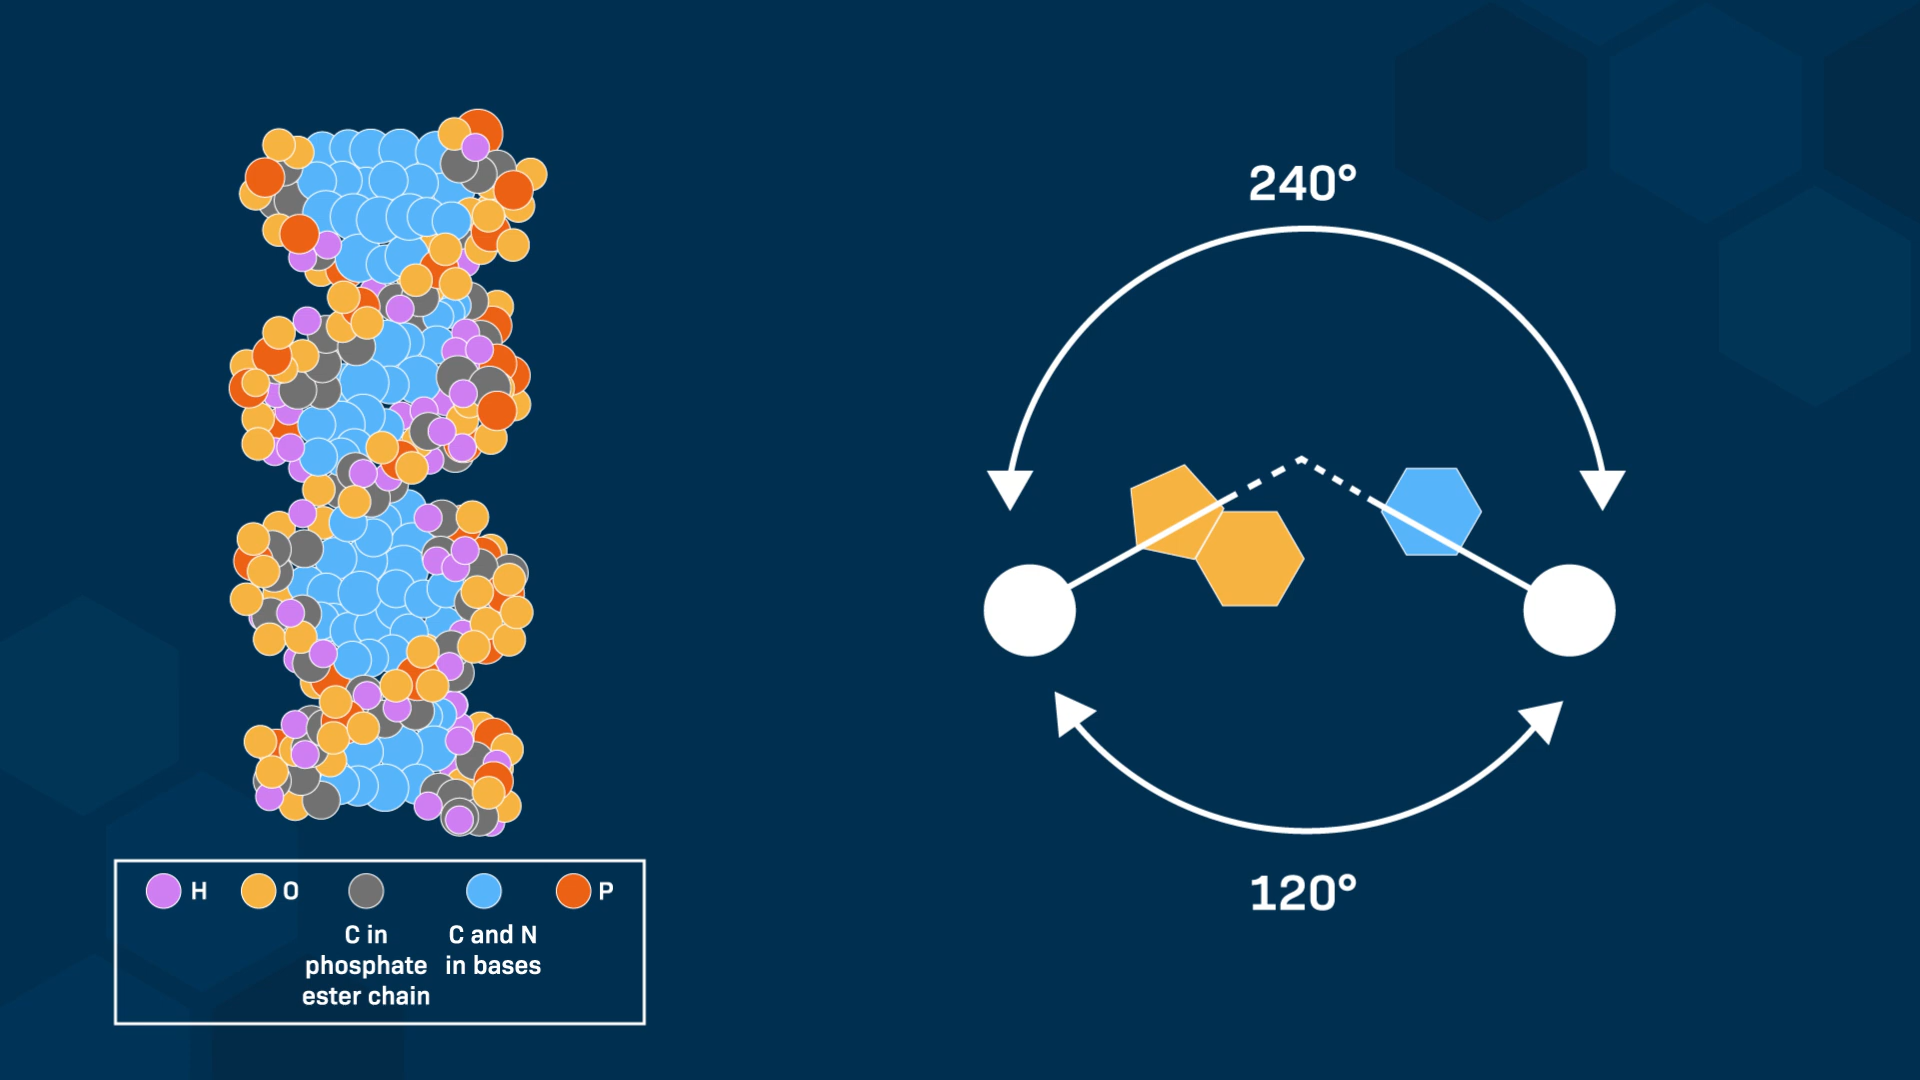 240°
120°
H O P
C in phosphate ester chain
C and N in bases